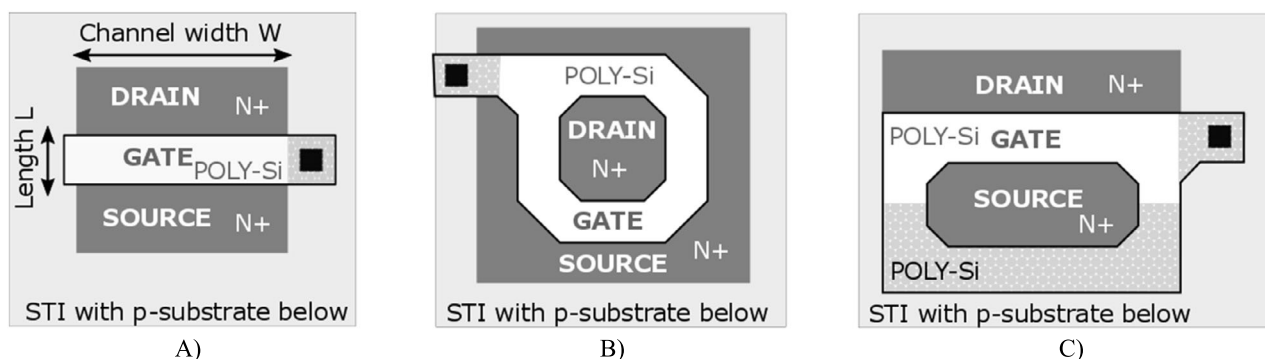 Channel width W
DRAIN
N+
Length L
GATE
POLY-Si
SOURCE
N+
STI with p-substrate below
A)
POLY-Si
DRAIN
N+
GATE
SOURCE
N+
STI with p-substrate below
B)
DRAIN
N+
POLY-Si
GATE
SOURCE
N+
POLY-Si
STI with p-substrate below
C)